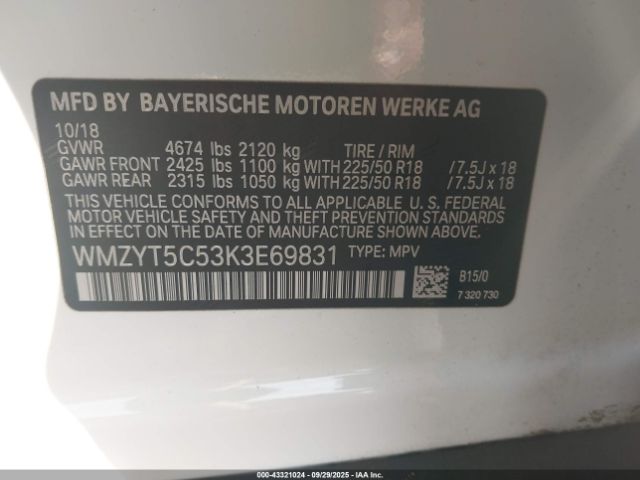 MFD BY BAYERISCHE MOTOREN WERKE AG
10/18
GVWR 4674 lbs 2120 kg TIRE / RIM
GAWR FRONT 2425 lbs 1100 kg WITH 225/50 R18 / 7.5J x 18
GAWR REAR 2315 lbs 1050 kg WITH 225/50 R18 / 7.5J x 18
THIS VEHICLE CONFORMS TO ALL APPLICABLE U. S. FEDERAL
MOTOR VEHICLE SAFETY AND THEFT PREVENTION STANDARDS
IN EFFECT ON THE DATE OF MANUFACTURE SHOWN ABOVE.
WMZYT5C53K3E69831 TYPE: MPV
B15/0
7 320 730
000-43321024 - 09/29/2025 - IAA Inc.